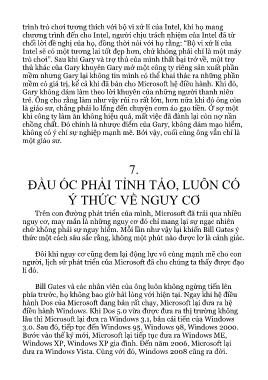 trình trò chơi tương thích với bộ vi xử lí của Intel, khi họ mang
chương trình đến cho Intel, người chịu trách nhiệm của Intel đã từ
chối lời đề nghị của họ, đồng thời nói với họ rằng: "Bộ vi xử lí của
Intel sẽ có một tương lai tốt đẹp hơn, chứ không phải chỉ là một máy
trò chơi". Sau khi Gary và trợ thủ của mình thất bại trở về, một trợ
thủ khác của Gary khuyên Gary mở một công ty riêng sản xuất phần
mềm nhưng Gary lại không tin mình có thể khai thác ra những phần
mềm có giá trị, kể cả khi đã bán cho Microsoft hệ điều hành. Khi đó,
Gary không dám làm theo lời khuyên của những người thanh niên
trẻ. Ông cho rằng làm như vậy rủi ro rất lớn, hơn nữa khi đó ông còn
là giáo sư, chẳng phải lo lắng đến chuyện cơm áo gạo tiền. Ở sự một
khi công ty làm ăn không hiệu quả, mất việc đã đành lại còn nợ nần
chồng chất. Đó chính là nhược điểm của Gary, không dám mạo hiểm,
không có ý chí sự nghiệp mạnh mẽ. Bởi vậy, cuối cùng ông vẫn chỉ là
một giáo sư.
7.
ĐẦU ÓC PHẢI TỈNH TÁO, LUÔN CÓ
Ý THỨC VỀ NGUY CƠ
Trên con đường phát triển của mình, Microsoft đã trải qua nhiều
nguy cơ, may mắn là những nguy cơ đó chỉ mang lại sự ngạc nhiên
chứ không phải sự nguy hiểm. Mỗi lần như vậy lại khiến Bill Gates ý
thức một cách sâu sắc rằng, không một phút nào được lơ là cảnh giác.
Đôi khi nguy cơ cũng đem lại động lực vô cùng mạnh mẽ cho con
người, lịch sử phát triển của Microsoft đã cho chúng ta thấy được đạo
lí đó.
Bill Gates và các nhân viên của ông luôn không ngừng tiến lên
phía trước, họ không bao giờ hài lòng với hiện tại. Ngay khi hệ điều
hành Dos của Microsoft đang bán rất chạy, Microsoft lại đưa ra hệ
điều hành Windows. Khi Dos 5.0 vừa được đưa ra thị trường không
lâu thì Microsoft lại đưa ra Windows 3.1, bản cải tiến của Windows
3.0. Sau đó, tiếp tục đến Windows 95, Windows 98, Windows 2000.
Bước vào thế kỷ mới, Microsoft lại tiếp tục đưa ra Windows ME,
Windows XP, Windows XP gia đình. Đến năm 2006, Microsoft lại
đưa ra Windows Vista. Cùng với đó, Windows 2008 cũng ra đời.